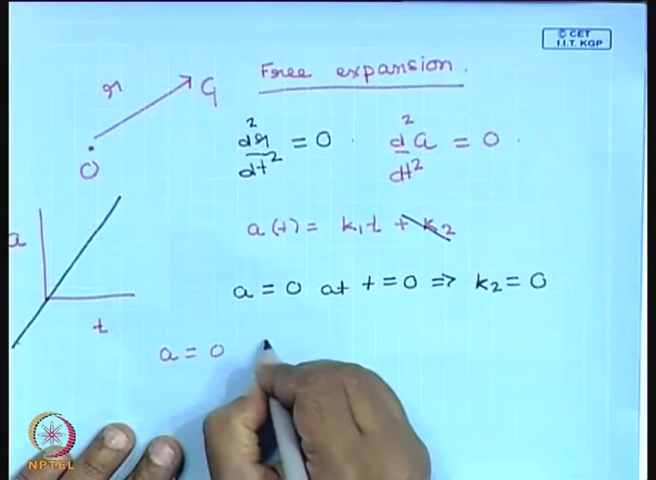 © CET
I.I.T. KGP
Free expansion.
r G
O
d²r/dt² = 0 . d²a/dt² = 0 .
a
t
a(t) = k₁t + k₂
a = 0 at t = 0 ⇒ k₂ = 0
a = 0
NPTEL